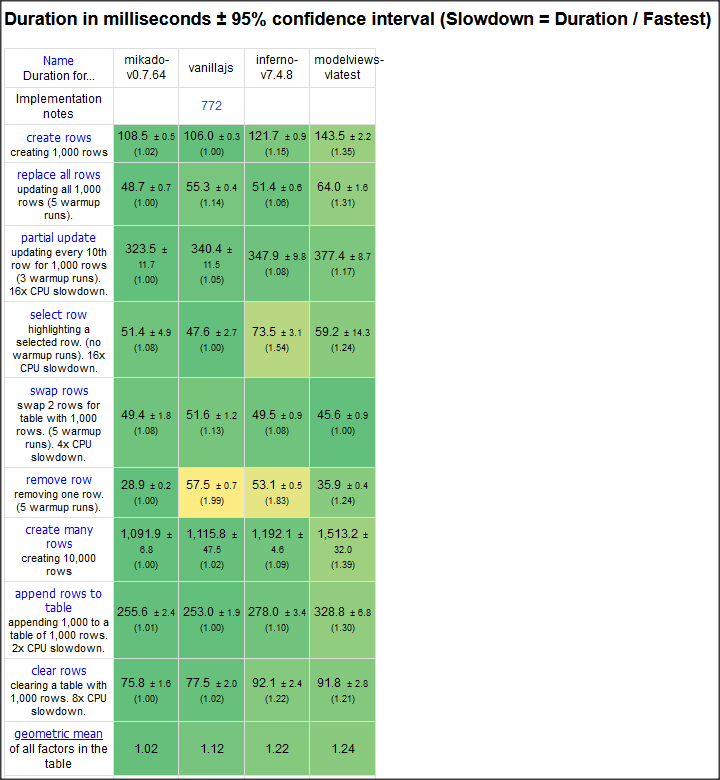 Duration in milliseconds ± 95% confidence interval (Slowdown = Duration / Fastest)
Name
Duration for...
mikado-
v0.7.64
vanillajs
inferno-
v7.4.8
modelviews-
vlatest
Implementation
notes
772
create rows
creating 1,000 rows
108.5 ± 0.5
(1.02)
106.0 ± 0.3
(1.00)
121.7 ± 0.9
(1.15)
143.5 ± 2.2
(1.35)
replace all rows
updating all 1,000
rows (5 warmup
runs).
48.7 ± 0.7
(1.00)
55.3 ± 0.4
(1.14)
51.4 ± 0.6
(1.06)
64.0 ± 1.6
(1.31)
partial update
updating every 10th
row for 1,000 rows
(3 warmup runs).
16x CPU slowdown.
323.5 ±
11.7
(1.00)
340.4 ±
11.5
(1.05)
347.9 ± 9.8
(1.08)
377.4 ± 8.7
(1.17)
select row
highlighting a
selected row. (no
warmup runs). 16x
CPU slowdown.
51.4 ± 4.9
(1.08)
47.6 ± 2.7
(1.00)
73.5 ± 3.1
(1.54)
59.2 ± 14.3
(1.24)
swap rows
swap 2 rows for
table with 1,000
rows. (5 warmup
runs). 4x CPU
slowdown.
49.4 ± 1.8
(1.08)
51.6 ± 1.2
(1.13)
49.5 ± 0.9
(1.08)
45.6 ± 0.9
(1.00)
remove row
removing one row.
(5 warmup runs).
28.9 ± 0.2
(1.00)
57.5 ± 0.7
(1.99)
53.1 ± 0.5
(1.83)
35.9 ± 0.4
(1.24)
create many
rows
creating 10,000
rows
1,091.9 ±
6.8
(1.00)
1,115.8 ±
47.5
(1.02)
1,192.1 ±
4.6
(1.09)
1,513.2 ±
32.0
(1.39)
append rows to
table
appending 1,000 to a
table of 1,000 rows.
2x CPU slowdown.
255.6 ± 2.4
(1.01)
253.0 ± 1.9
(1.00)
278.0 ± 3.4
(1.10)
328.8 ± 6.8
(1.30)
clear rows
clearing a table with
1,000 rows. 8x CPU
slowdown.
75.8 ± 1.6
(1.00)
77.5 ± 2.0
(1.02)
92.1 ± 2.4
(1.22)
91.8 ± 2.8
(1.21)
geometric mean
of all factors in the
table
1.02
1.12
1.22
1.24